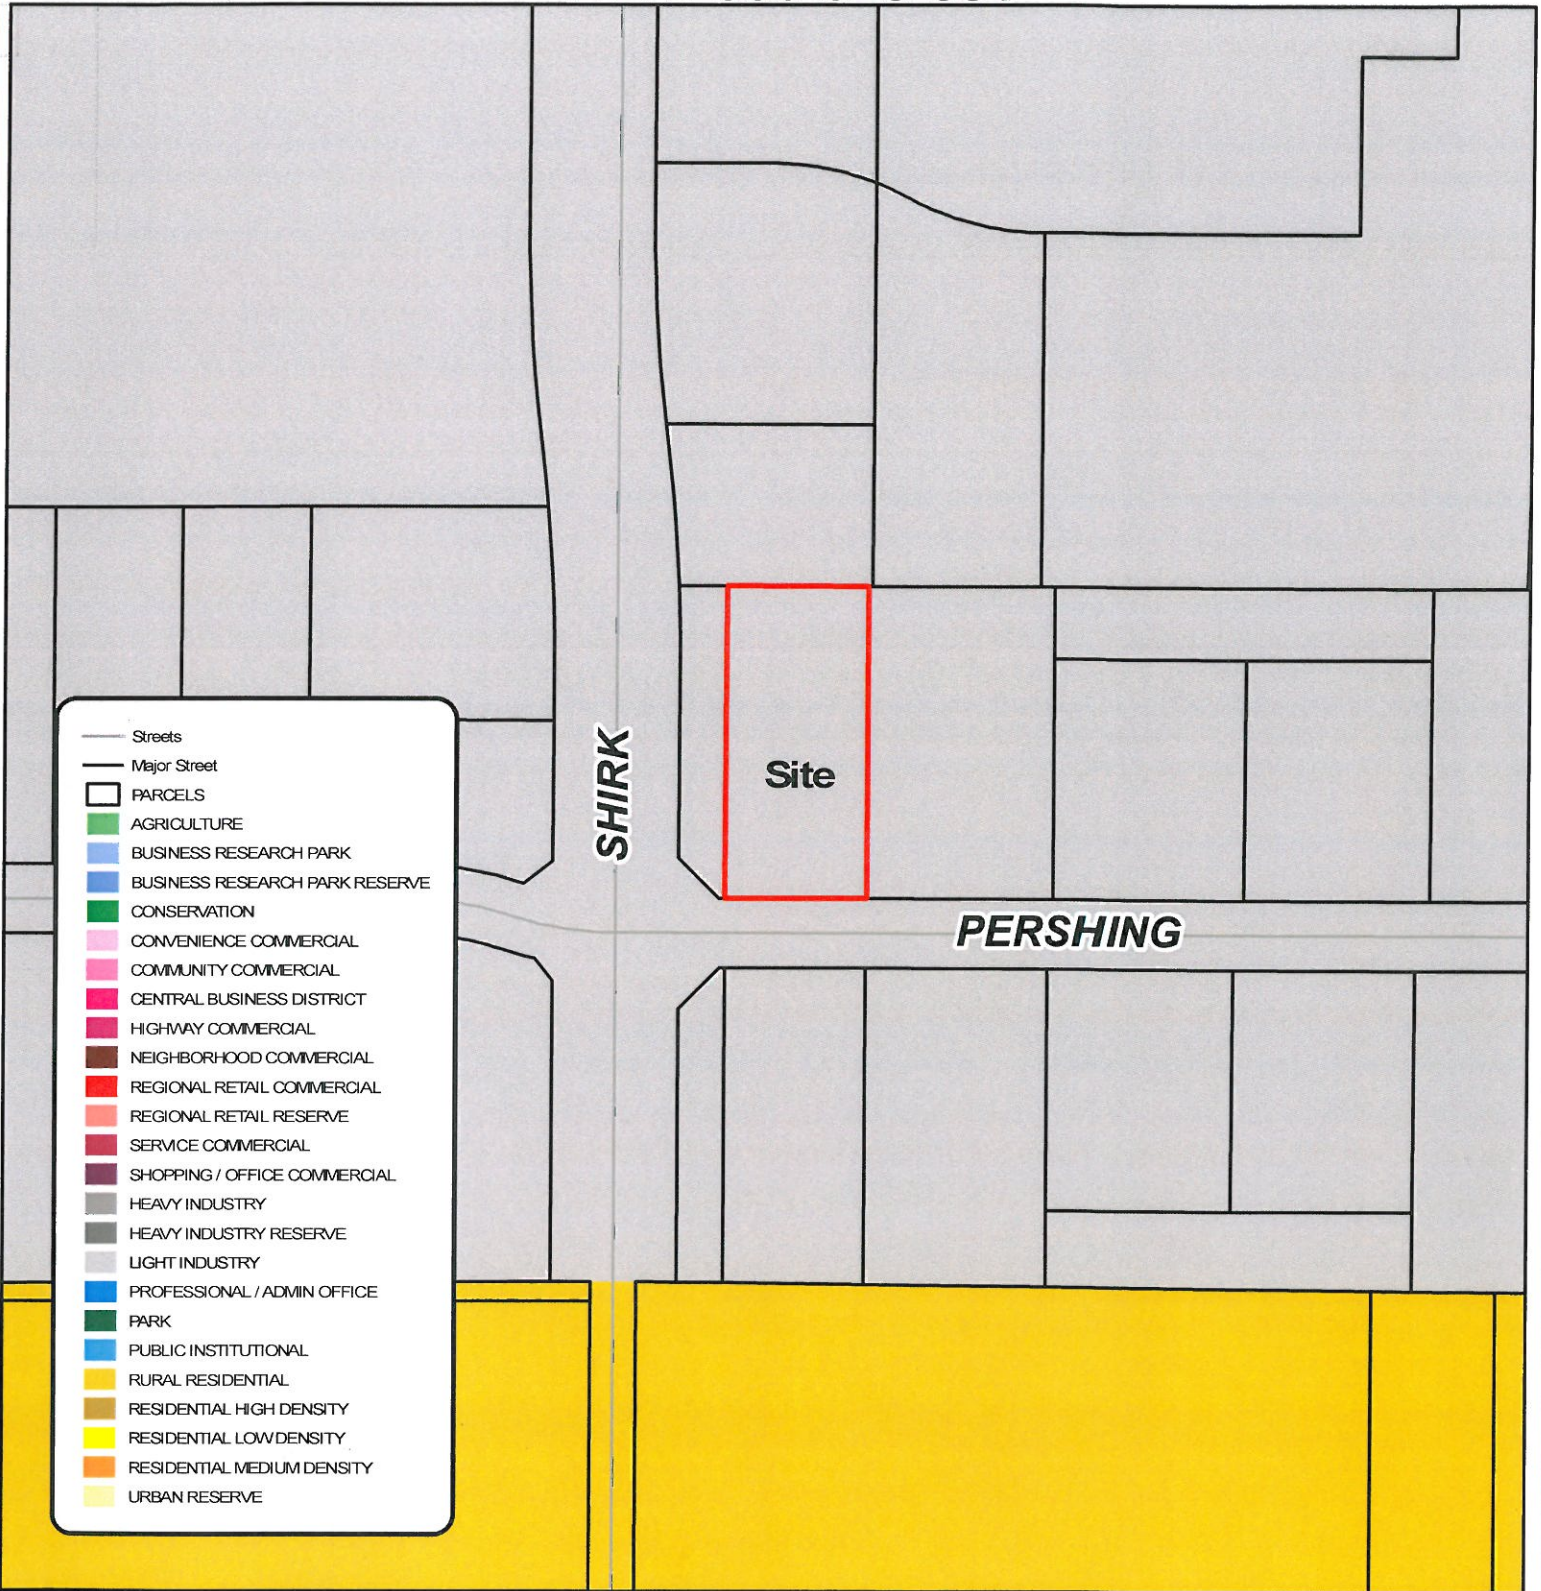 Site
SHIRK
PERSHING
Streets
Major Street
PARCELS
AGRICULTURE
BUSINESS RESEARCH PARK
BUSINESS RESEARCH PARK RESERVE
CONSERVATION
CONVENIENCE COMMERCIAL
COMMUNITY COMMERCIAL
CENTRAL BUSINESS DISTRICT
HIGHWAY COMMERCIAL
NEIGHBORHOOD COMMERCIAL
REGIONAL RETAIL COMMERCIAL
REGIONAL RETAIL RESERVE
SERVICE COMMERCIAL
SHOPPING / OFFICE COMMERCIAL
HEAVY INDUSTRY
HEAVY INDUSTRY RESERVE
LIGHT INDUSTRY
PROFESSIONAL / ADMIN OFFICE
PARK
PUBLIC INSTITUTIONAL
RURAL RESIDENTIAL
RESIDENTIAL HIGH DENSITY
RESIDENTIAL LOW DENSITY
RESIDENTIAL MEDIUM DENSITY
URBAN RESERVE